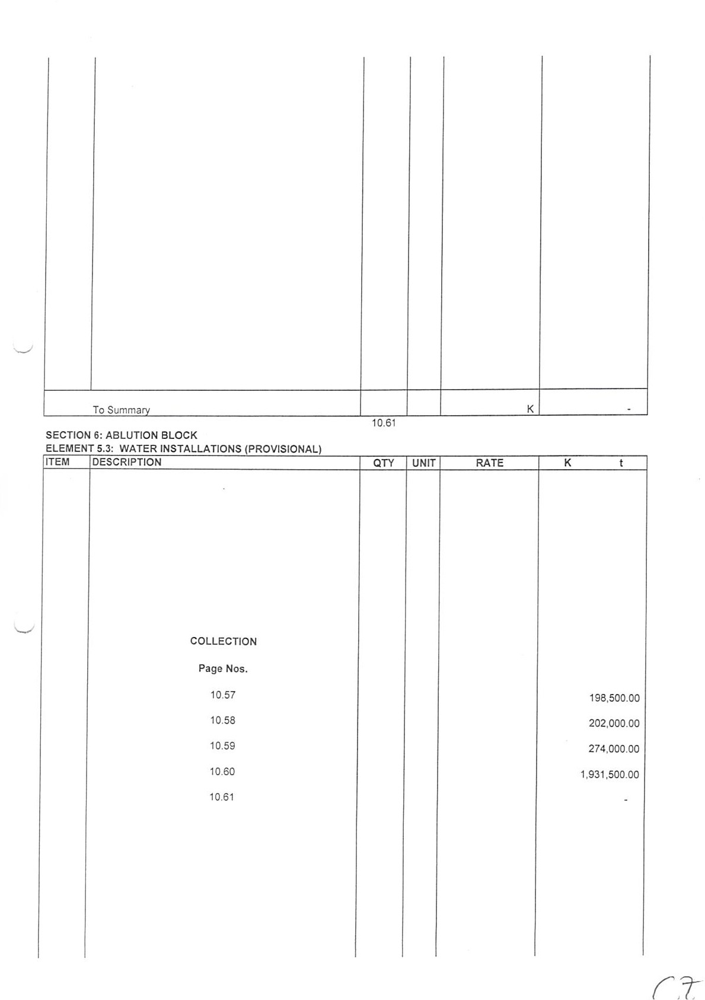 To Summary K -
10.61
SECTION 6: ABLUTION BLOCK
ELEMENT 5.3: WATER INSTALLATIONS (PROVISIONAL)
ITEM DESCRIPTION QTY UNIT RATE K t
COLLECTION
Page Nos.
10.57 198,500.00
10.58 202,000.00
10.59 274,000.00
10.60 1,931,500.00
10.61 -